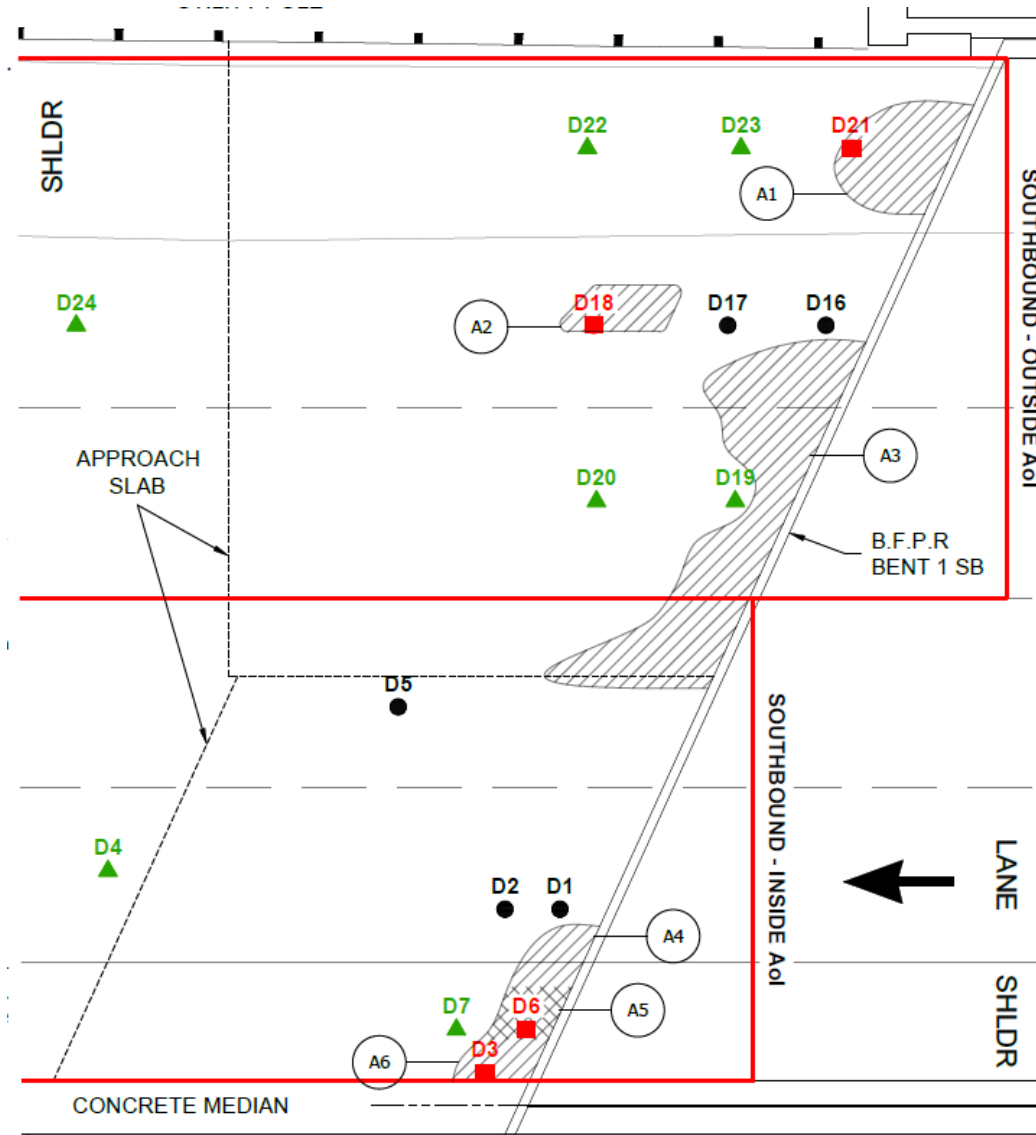 SHLDR
D22
D23
D21
A1
SOUTHBOUND - OUTSIDE AoI
D24
A2
D18
D17
D16
APPROACH
SLAB
D20
D19
A3
B.F.P.R
BENT 1 SB
D5
SOUTHBOUND - INSIDE AoI
D4
D2
D1
LANE
A4
D7
D6
A5
SHLDR
A6
D3
CONCRETE MEDIAN